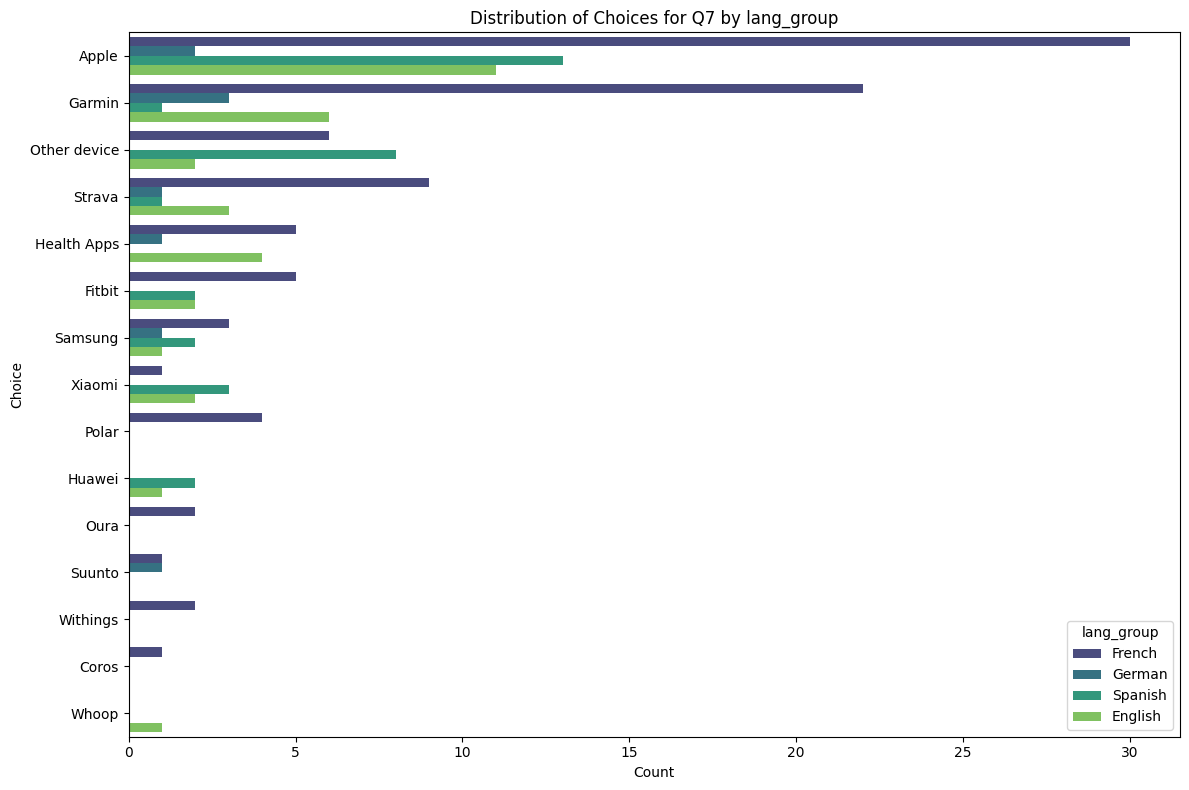 Distribution of Choices for Q7 by lang_group
Choice
Apple
Garmin
Other device
Strava
Health Apps
Fitbit
Samsung
Xiaomi
Polar
Huawei
Oura
Suunto
Withings
Coros
Whoop
lang_group
French
German
Spanish
English
0 5 10 15 20 25 30
Count